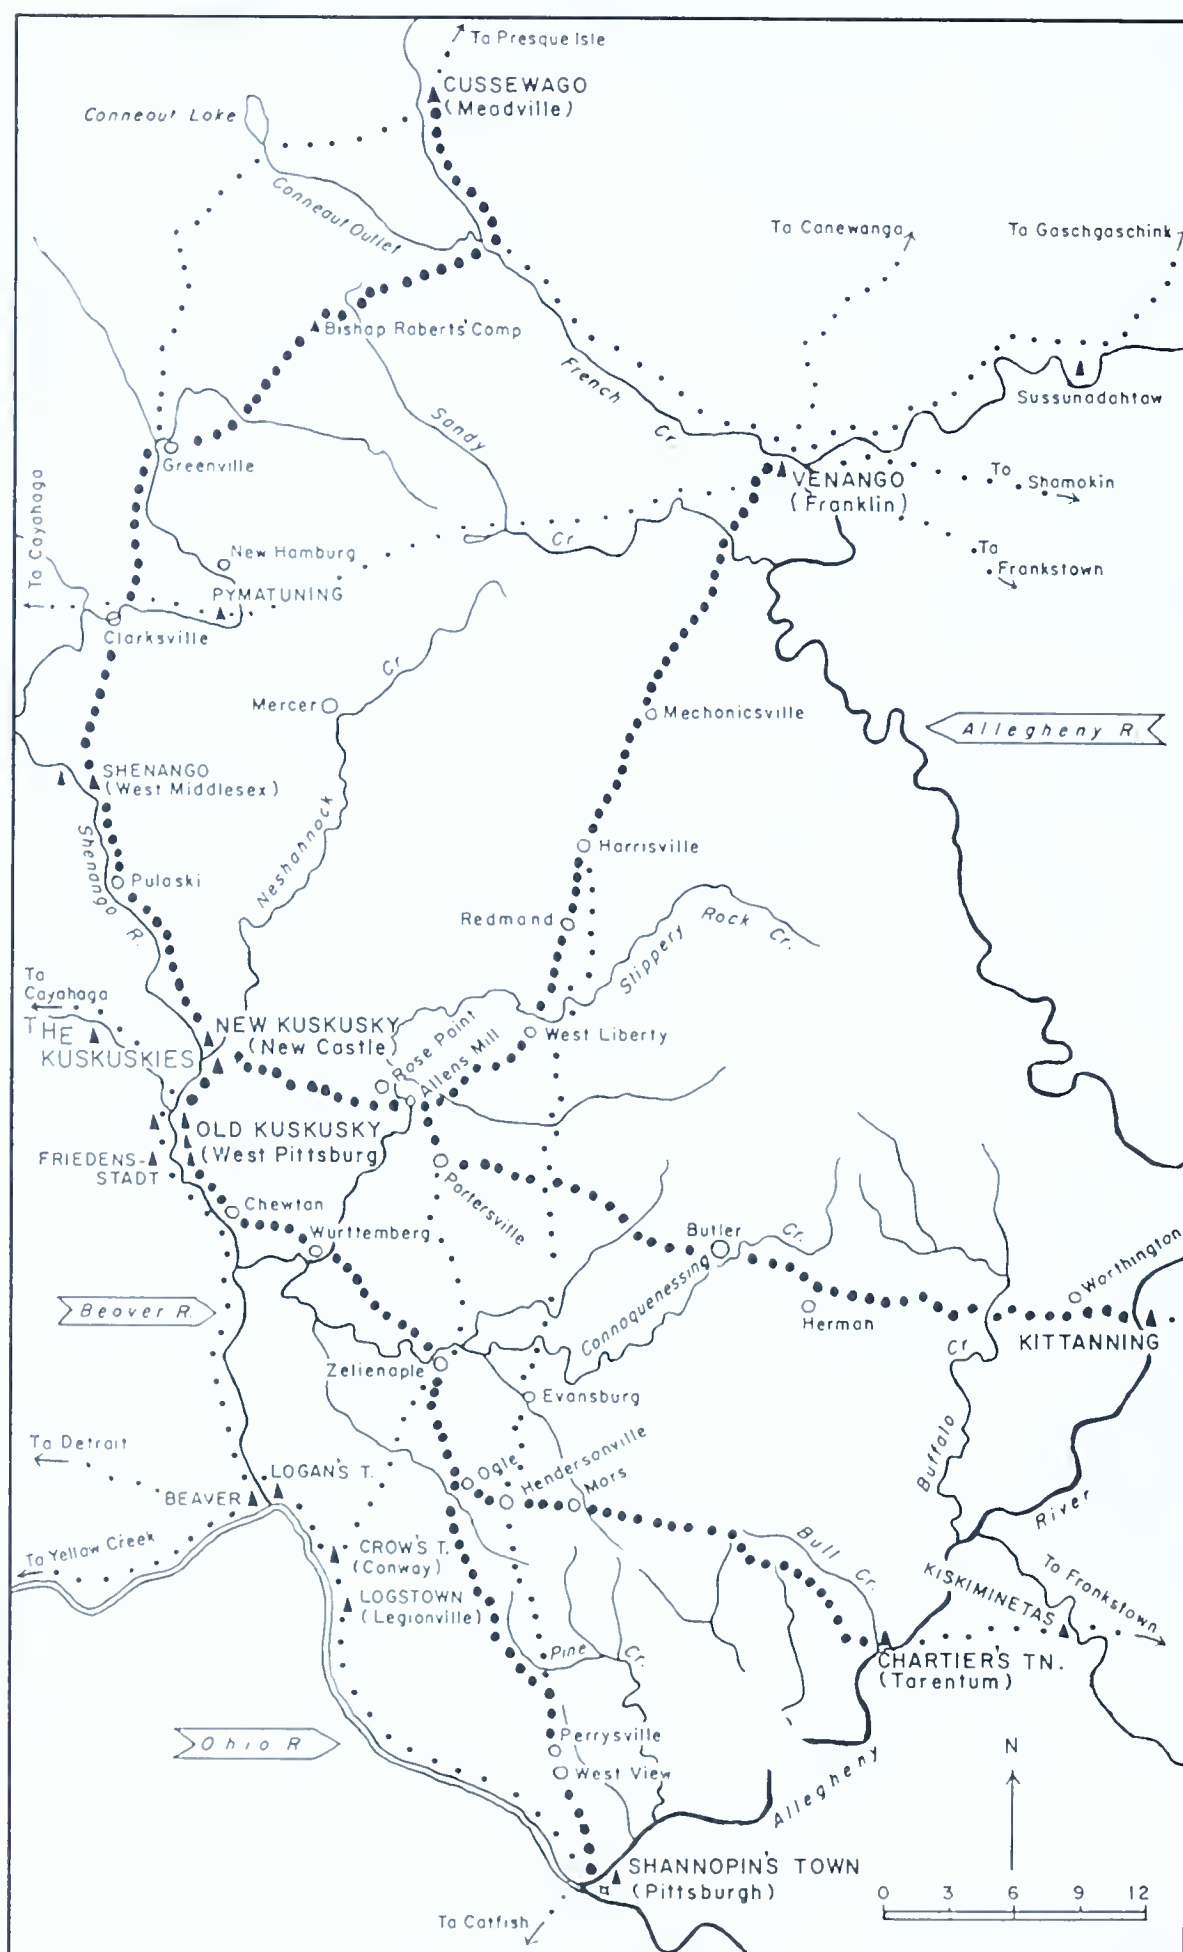 To Presque Isle
CUSSEWAGO
(Meadville)
Conneaut Lake
Conneaut Outlet
To Canewanga
To Gaschgaschink
Bishop Roberts' Camp
French
Cr.
Sussunadahtaw
Sandy
Cr
Greenville
VENANGO
(Franklin)
To
Shamokin
To Cayahaga
New Hamburg
To
Frankstown
PYMATUNING
Clarksville
Cr
Mercer
Mechanicsville
Allegheny R.
SHENANGO
(West Middlesex)
Neshannock
Harrisville
Shenango R.
Pulaski
Redmond
Slippery Rock Cr.
To
Cayahaga
THE
KUSKUSKIES
NEW KUSKUSKY
(New Castle)
Rose Point
Allens Mill
West Liberty
OLD KUSKUSKY
(West Pittsburg)
FRIEDENS-
STADT
Chewton
Portersville
Wurttemberg
Butler
Cr.
Connoquenessing
Worthington
Beaver R.
Herman
KITTANNING
Cr
Zelienople
Evansburg
Buffalo
To Detroit
LOGAN'S T.
BEAVER
Ogle
Hendersonville
Mars
River
To Yellow Creek
CROW'S T.
(Conway)
LOGSTOWN
(Legionville)
Bull
Cr.
KISKIMINETAS
To Frankstown
Pine
Cr.
CHARTIER'S TN.
(Tarentum)
Ohio R
Perrysville
West View
Allegheny
N
SHANNOPIN'S TOWN
(Pittsburgh)
To Catfish
0 3 6 9 12